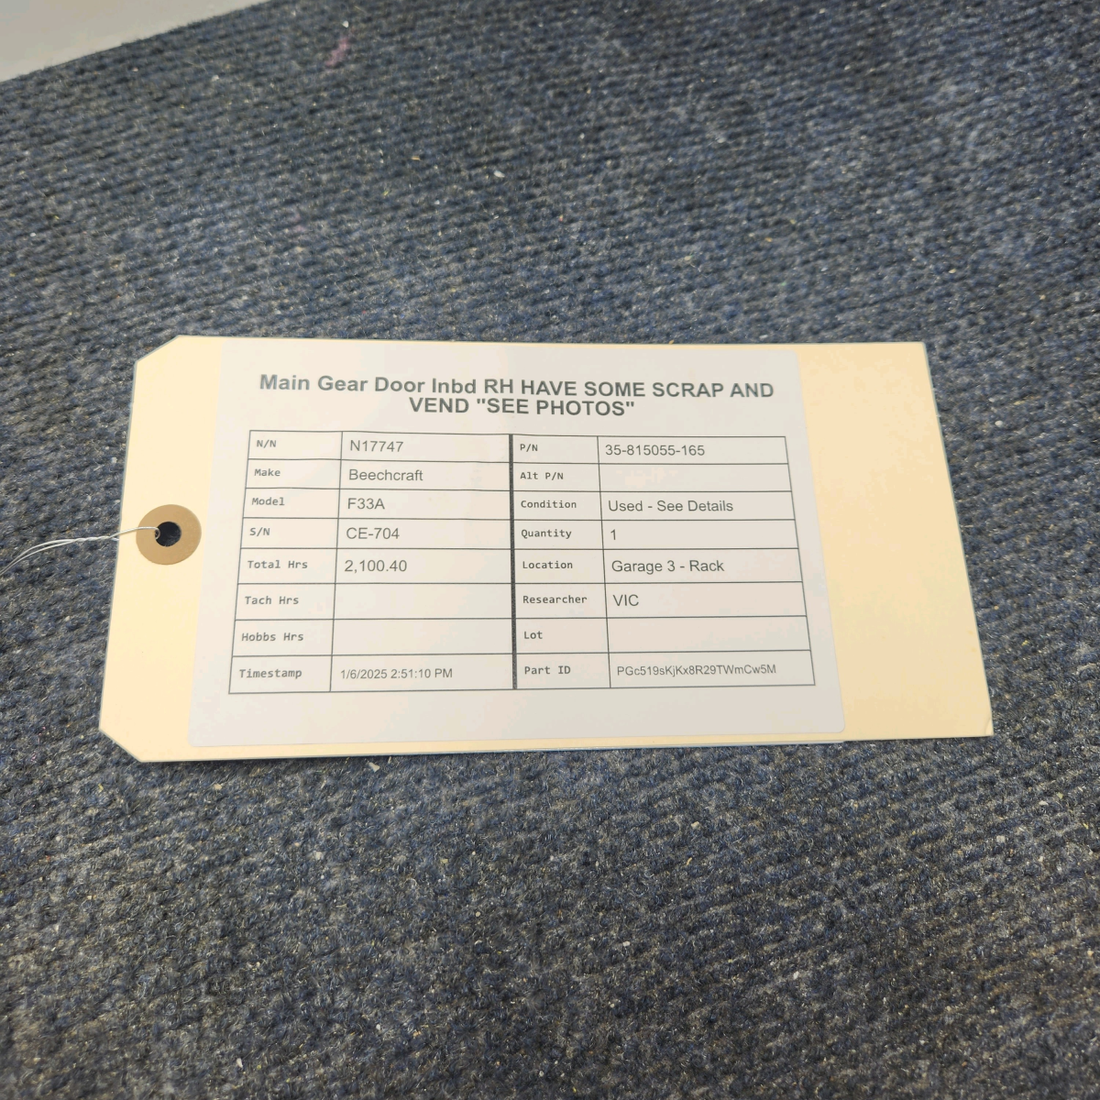 Main Gear Door Inbd RH HAVE SOME SCRAP AND
VEND "SEE PHOTOS"
N/N N17747 P/N 35-815055-165
Make Beechcraft Alt P/N
Model F33A Condition Used - See Details
S/N CE-704 Quantity 1
Total Hrs 2,100.40 Location Garage 3 - Rack
Tach Hrs Researcher VIC
Hobbs Hrs Lot
Timestamp 1/6/2025 2:51:10 PM Part ID PGc519sKjKx8R29TWmCw5M